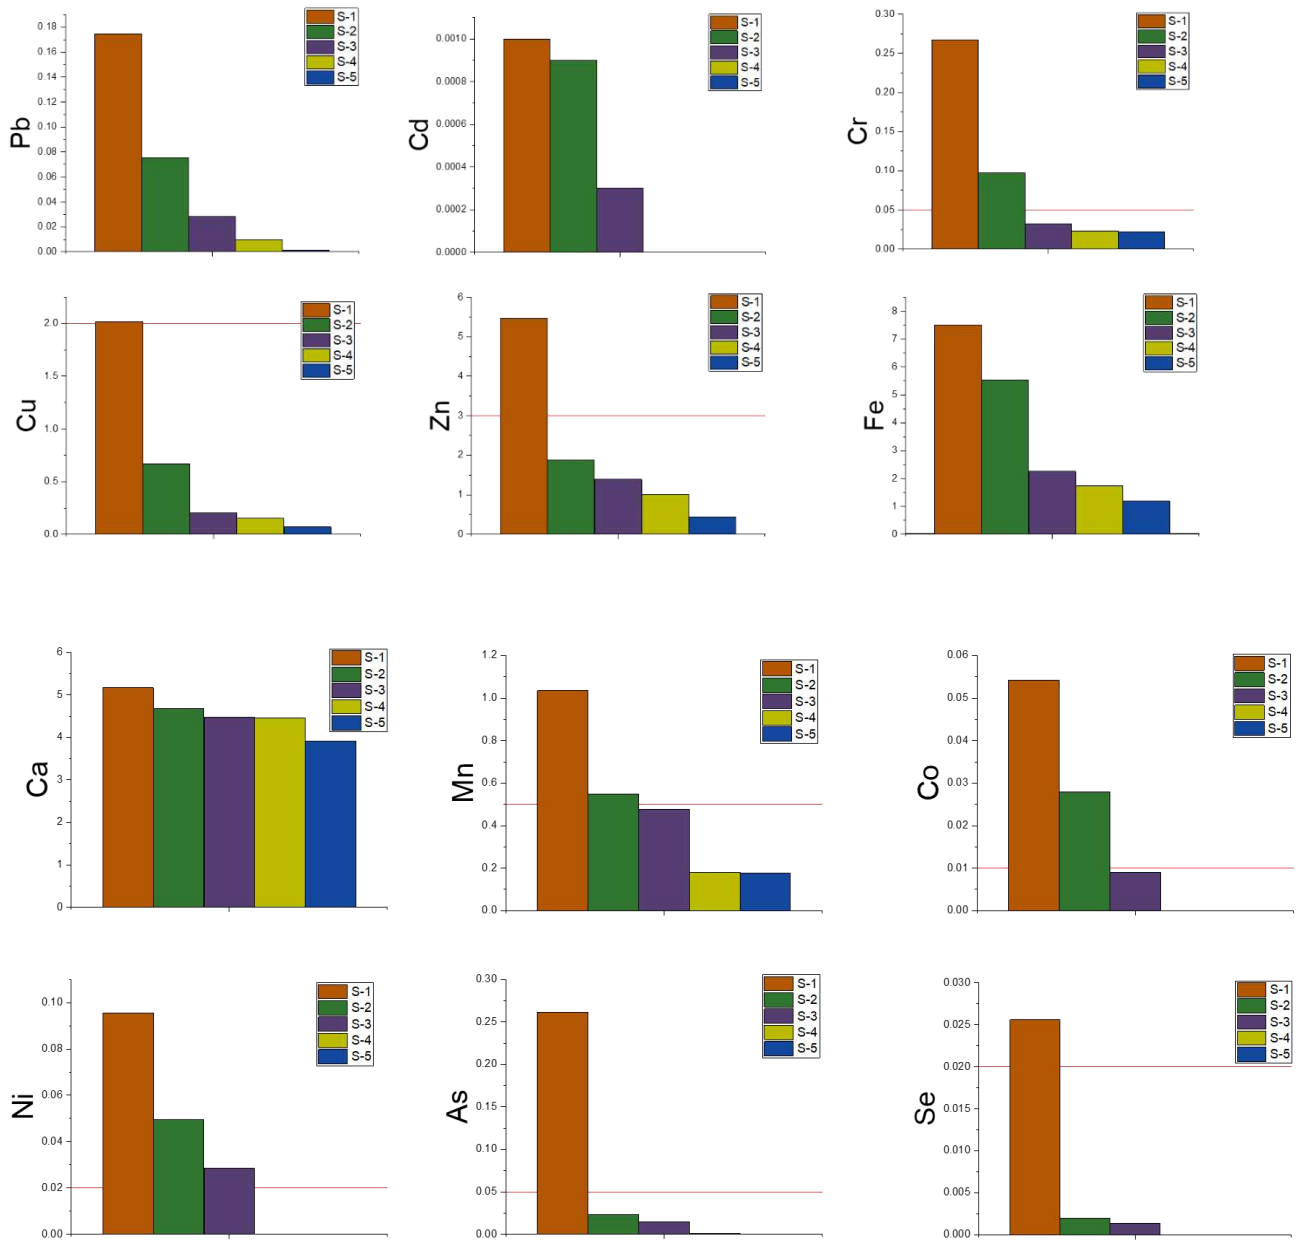 Pb
0.18
0.16
0.14
0.12
0.10
0.08
0.06
0.04
0.02
0.00
S-1
S-2
S-3
S-4
S-5
Cd
0.0010
0.0008
0.0006
0.0004
0.0002
0.0000
S-1
S-2
S-3
S-4
S-5
Cr
0.30
0.25
0.20
0.15
0.10
0.05
0.00
S-1
S-2
S-3
S-4
S-5
Cu
2.0
1.5
1.0
0.5
0.0
S-1
S-2
S-3
S-4
S-5
Zn
6
5
4
3
2
1
0
S-1
S-2
S-3
S-4
S-5
Fe
8
7
6
5
4
3
2
1
0
S-1
S-2
S-3
S-4
S-5
Ca
6
5
4
3
2
1
0
S-1
S-2
S-3
S-4
S-5
Mn
1.2
1.0
0.8
0.6
0.4
0.2
0.0
S-1
S-2
S-3
S-4
S-5
Co
0.06
0.05
0.04
0.03
0.02
0.01
0.00
S-1
S-2
S-3
S-4
S-5
Ni
0.10
0.08
0.06
0.04
0.02
0.00
S-1
S-2
S-3
S-4
S-5
As
0.30
0.25
0.20
0.15
0.10
0.05
0.00
S-1
S-2
S-3
S-4
S-5
Se
0.030
0.025
0.020
0.015
0.010
0.005
0.000
S-1
S-2
S-3
S-4
S-5